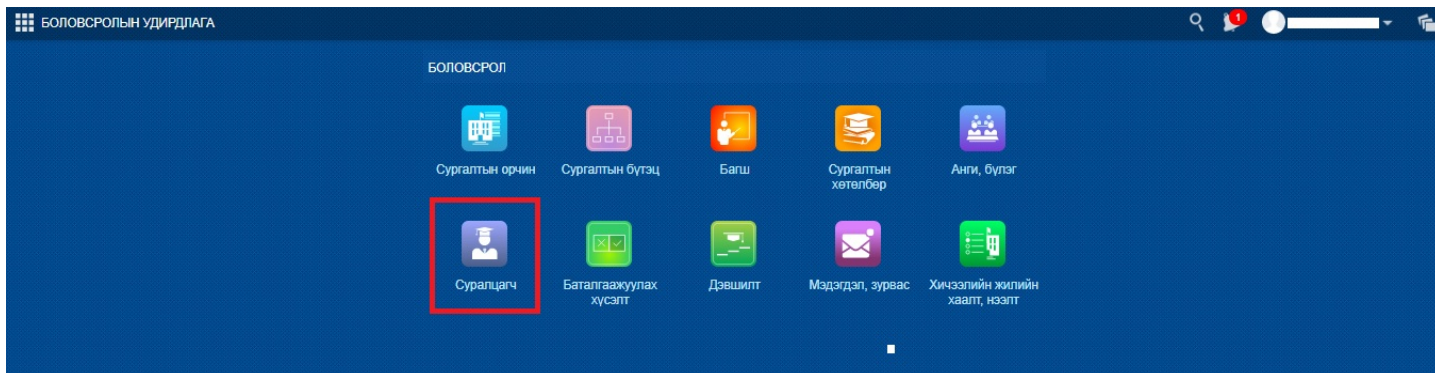 БОЛОВСРОЛЫН УДИРДЛАГА
1
БОЛОВСРОЛ
Сургалтын орчин
Сургалтын бүтэц
Багш
Сургалтын
хөтөлбөр
Анги, бүлэг
Суралцагч
Баталгаажуулах
хүсэлт
Дэвшилт
Мэдэгдэл, зурвас
Хичээлийн жилийн
хаалт, нээлт